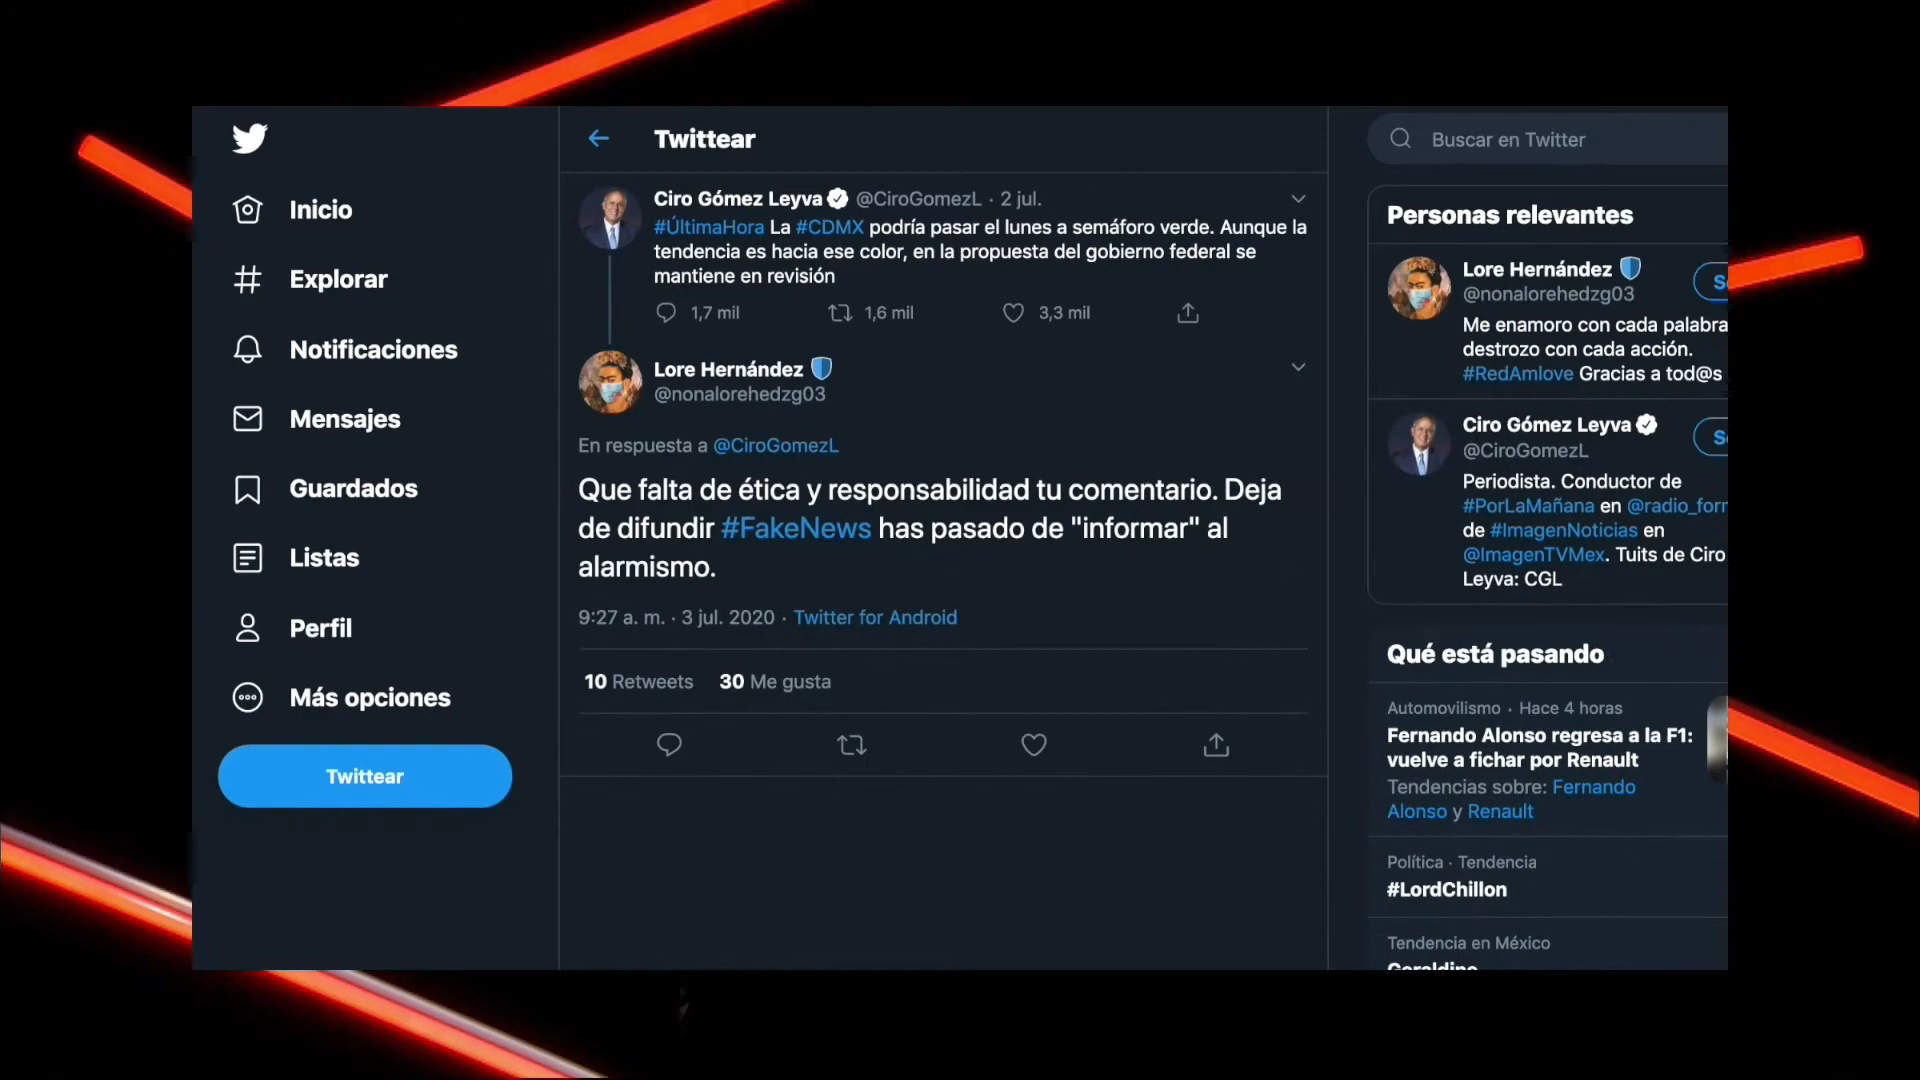 Inicio
Explorar
Notificaciones
Mensajes
Guardados
Listas
Perfil
Más opciones
Twittear
Twittear
Ciro Gómez Leyva @CiroGomezL · 2 jul.
#ÚltimaHora La #CDMX podría pasar el lunes a semáforo verde. Aunque la
tendencia es hacia ese color, en la propuesta del gobierno federal se
mantiene en revisión
1,7 mil 1,6 mil 3,3 mil
Lore Hernández
@nonalorehedzg03
En respuesta a @CiroGomezL
Que falta de ética y responsabilidad tu comentario. Deja
de difundir #FakeNews has pasado de "informar" al
alarmismo.
9:27 a. m. · 3 jul. 2020 · Twitter for Android
10 Retweets 30 Me gusta
Buscar en Twitter
Personas relevantes
Lore Hernández
@nonalorehedzg03
Me enamoro con cada palabra
destrozo con cada acción.
#RedAmlove Gracias a tod@s
Ciro Gómez Leyva
@CiroGomezL
Periodista. Conductor de
#PorLaMañana en @radio_for
de #ImagenNoticias en
@ImagenTVMex. Tuits de Ciro
Leyva: CGL
Qué está pasando
Automovilismo · Hace 4 horas
Fernando Alonso regresa a la F1:
vuelve a fichar por Renault
Tendencias sobre: Fernando
Alonso y Renault
Política · Tendencia
#LordChillon
Tendencia en México